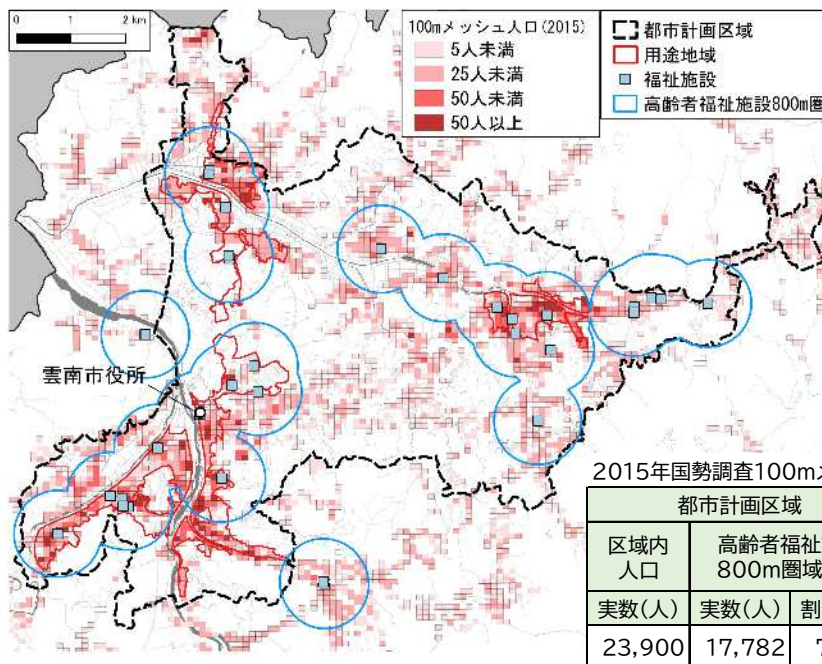 0 1 2 km
100mメッシュ人口(2015)
5人未満
25人未満
50人未満
50人以上
都市計画区域
用途地域
福祉施設
高齢者福祉施設800m圏
雲南市役所
2015年国勢調査100mメ
都市計画区域
区域内
人口
高齢者福祉
800m圏域
実数(人) 実数(人) 割
23,900 17,782